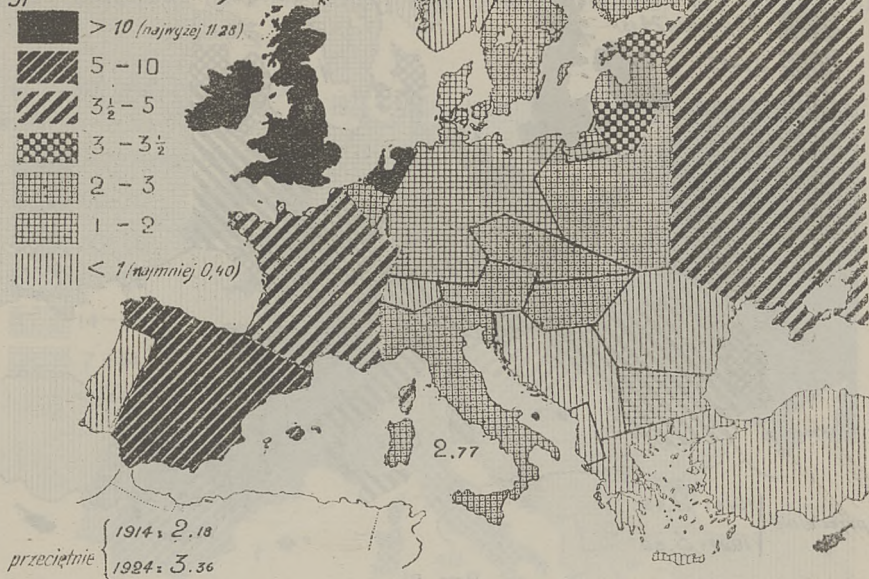 > 10 (najwyżej 11·28)
5 – 10
3½ – 5
3 – 3½
2 – 3
1 – 2
< 1 (najmniej 0,40)
2.77
przeciętnie
1914: 2.18
1924: 3.36